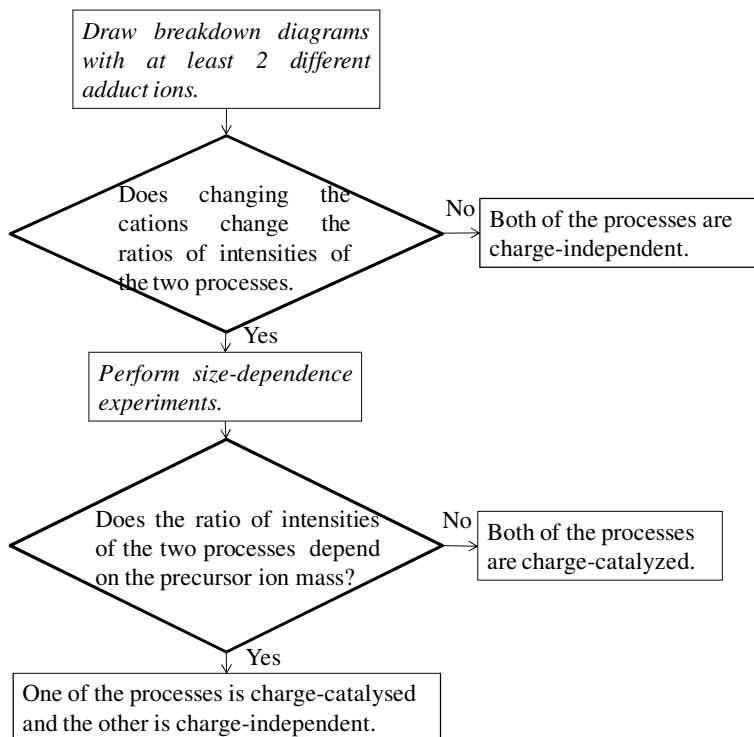 Draw breakdown diagrams
with at least 2 different
adduct ions.
Does changing the
cations change the
ratios of intensities of
the two processes.
No
Both of the processes are
charge-independent.
Yes
Perform size-dependence
experiments.
Does the ratio of intensities
of the two processes depend
on the precursor ion mass?
No
Both of the processes
are charge-catalyzed.
Yes
One of the processes is charge-catalysed
and the other is charge-independent.